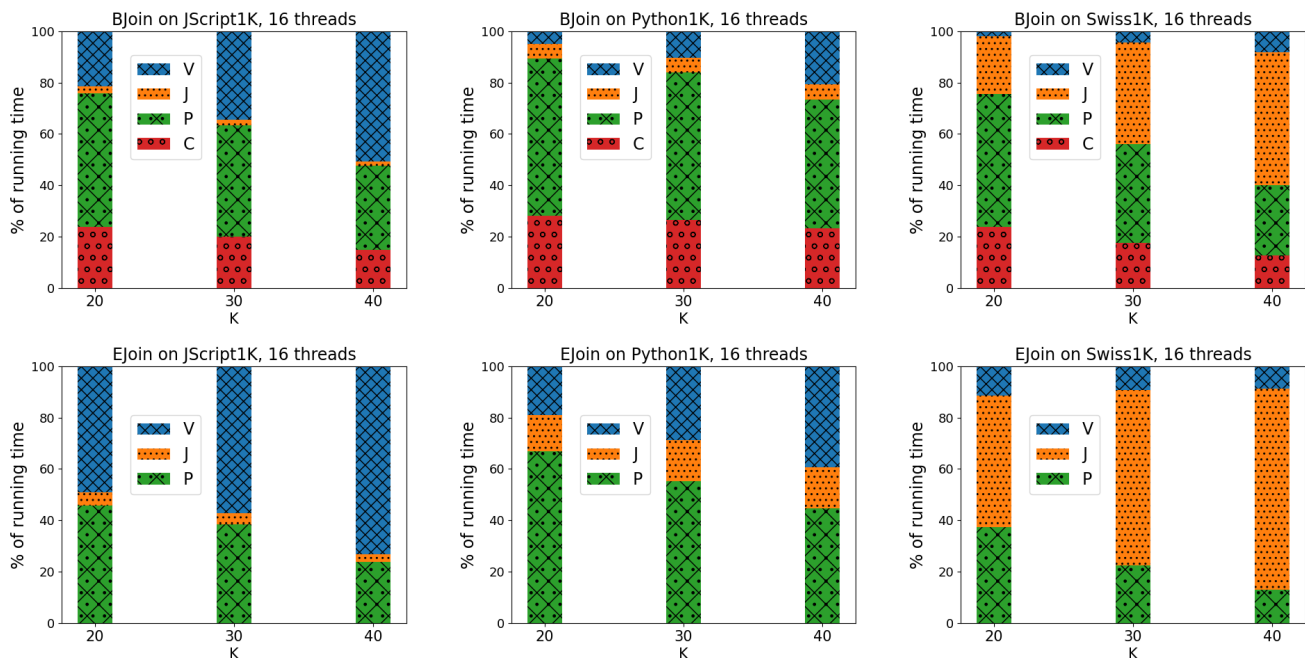 BJoin on JScript1K, 16 threads
% of running time
100
80
60
40
20
0
V
J
P
C
20 30 40
K
BJoin on Python1K, 16 threads
% of running time
100
80
60
40
20
0
V
J
P
C
20 30 40
K
BJoin on Swiss1K, 16 threads
% of running time
100
80
60
40
20
0
V
J
P
C
20 30 40
K
EJoin on JScript1K, 16 threads
% of running time
100
80
60
40
20
0
V
J
P
20 30 40
K
EJoin on Python1K, 16 threads
% of running time
100
80
60
40
20
0
V
J
P
20 30 40
K
EJoin on Swiss1K, 16 threads
% of running time
100
80
60
40
20
0
V
J
P
20 30 40
K